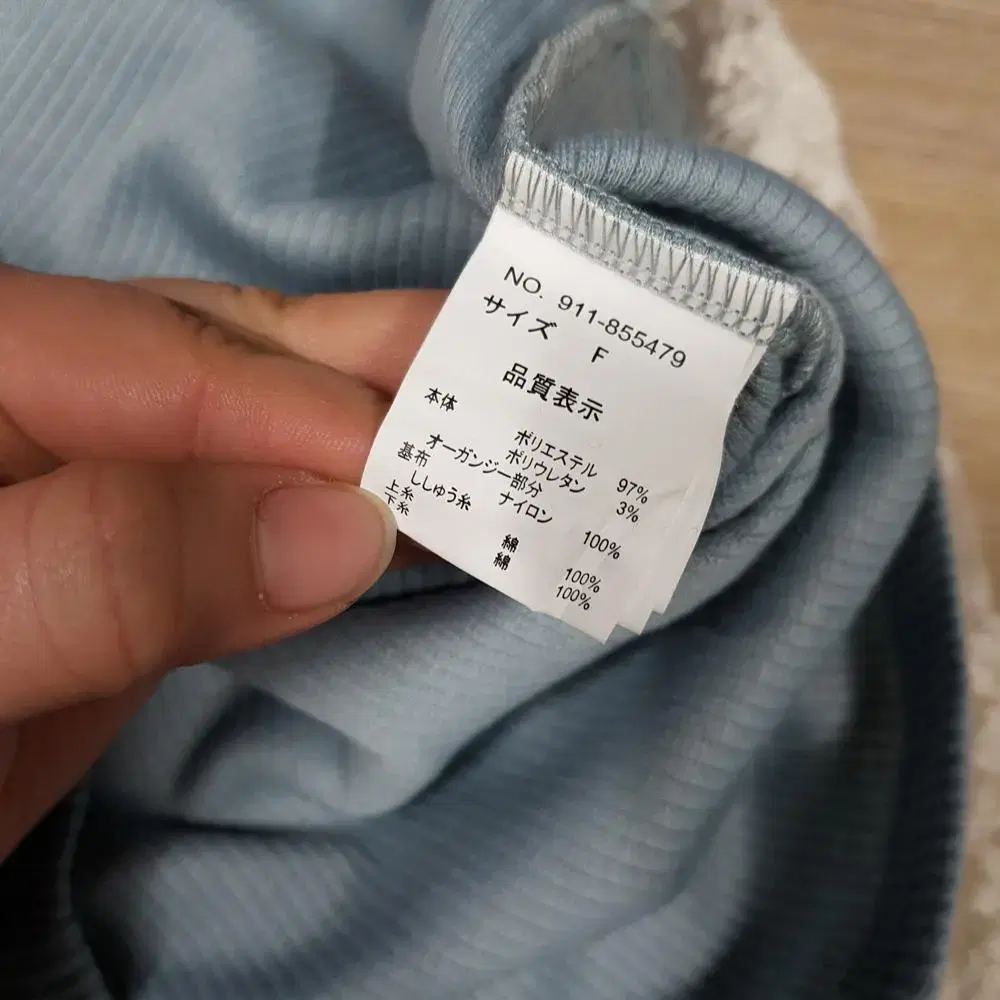 NO. 911-855479
サイズ F
品質表示
本体
ポリエステル 97%
ポリウレタン 3%
オーガンジー部分
基布 ナイロン 100%
ししゅう糸
上糸 綿 100%
下糸 綿 100%